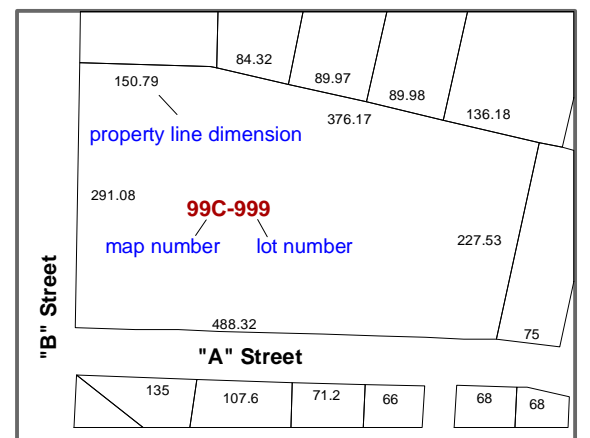 84.32
150.79
89.97
89.98
136.18
376.17
property line dimension
291.08
99C-999
map number
lot number
227.53
"B" Street
488.32
75
"A" Street
135
107.6
71.2
66
68
68